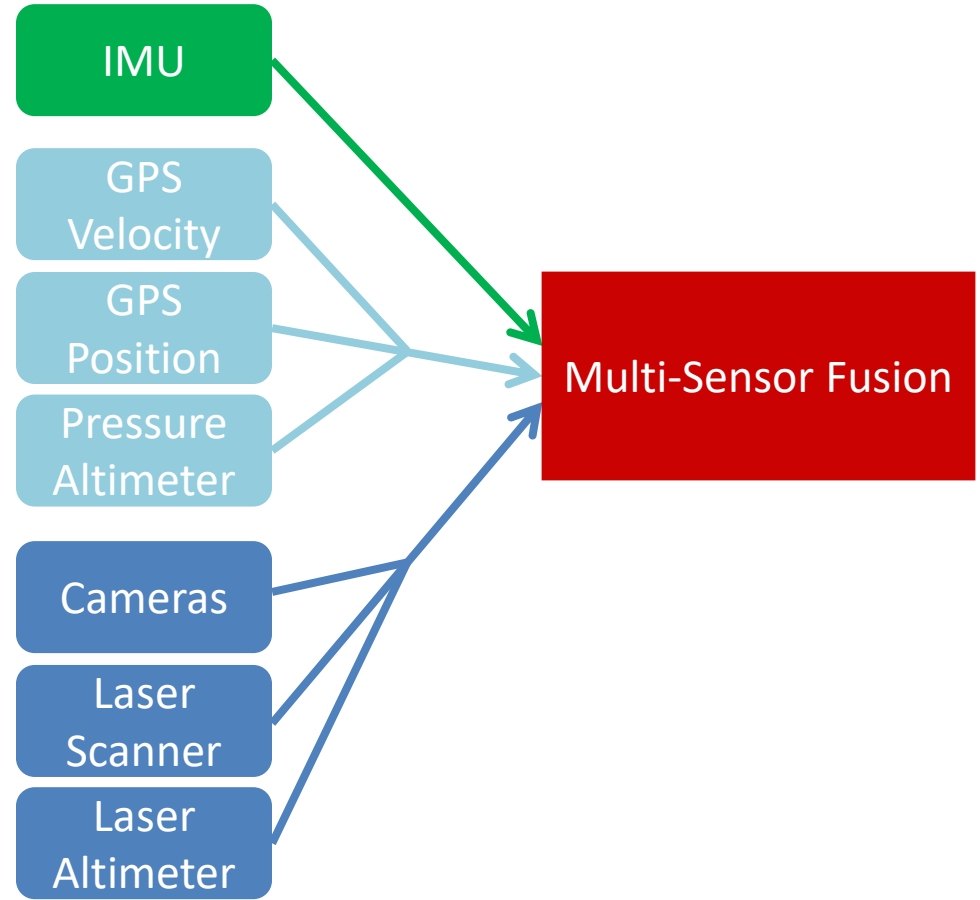 IMU
GPS
Velocity
GPS
Position
Pressure
Altimeter
Multi-Sensor Fusion
Cameras
Laser
Scanner
Laser
Altimeter